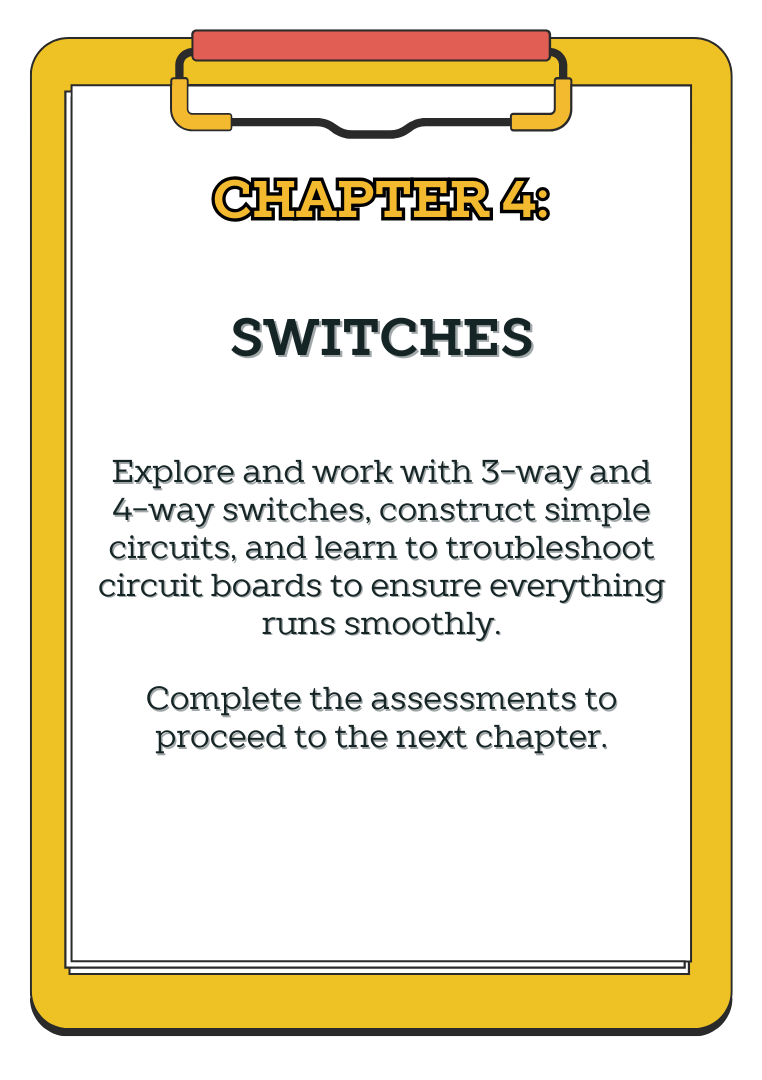 CHAPTER 4:
SWITCHES
Explore and work with 3-way and
4-way switches, construct simple
circuits, and learn to troubleshoot
circuit boards to ensure everything
runs smoothly.
Complete the assessments to
proceed to the next chapter.